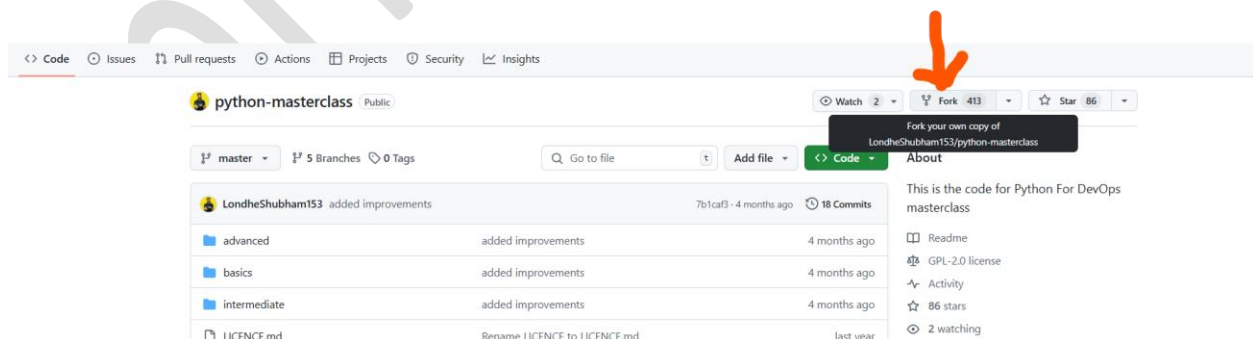 Code Issues Pull requests Actions Projects Security Insights
python-masterclass Public Watch 2 Fork 413 Star 86
Fork your own copy of
LondheShubham153/python-masterclass
master 5 Branches 0 Tags Go to file t Add file Code About
This is the code for Python For DevOps
masterclass
LondheShubham153 added improvements 7b1caf3 · 4 months ago 18 Commits
advanced added improvements 4 months ago
basics added improvements 4 months ago
intermediate added improvements 4 months ago
LICENCE.md Rename LICENCE to LICENCE.md last year
Readme
GPL-2.0 license
Activity
86 stars
2 watching